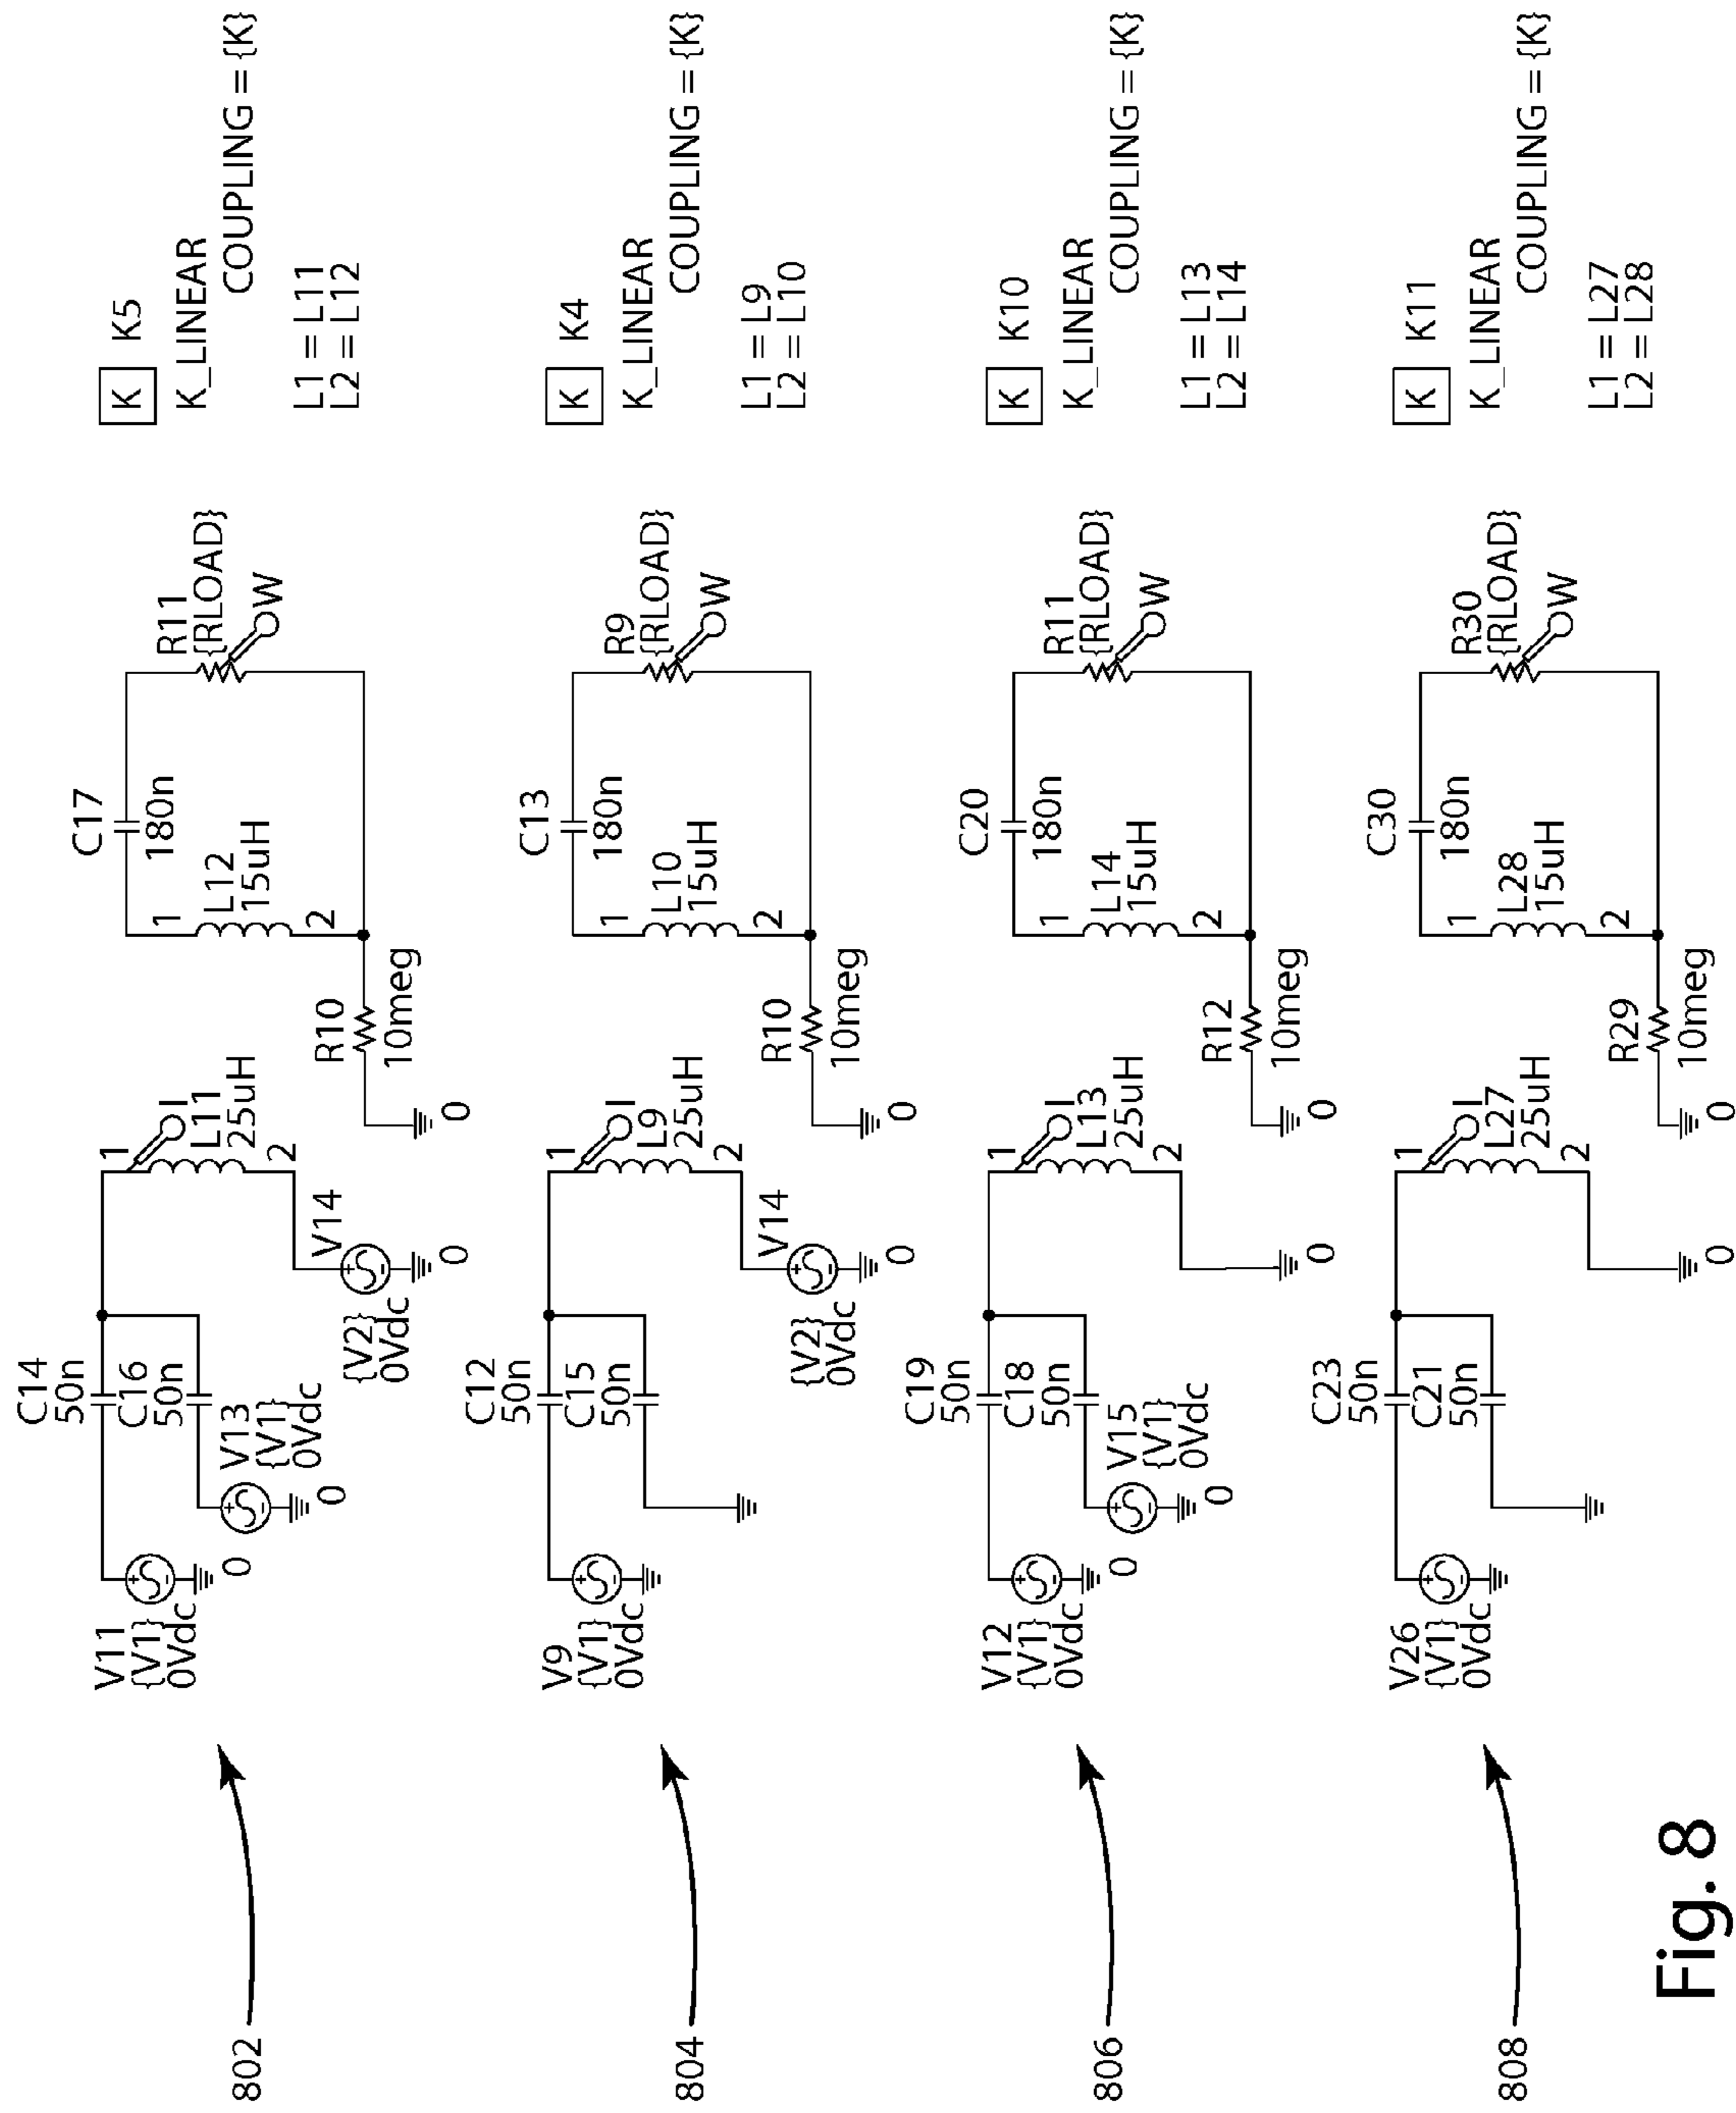 802
V11
{V1}
0Vdc
0
C14
50n
C16
50n
V13
{V1}
0Vdc
0
1
I
L11
25uH
2
V14
{V2}
0Vdc
0
R10
10meg
0
C17
180n
1
L12
15uH
2
R11
{RLOAD}
W
K K5
K_LINEAR
COUPLING = {K}
L1 = L11
L2 = L12
804
V9
{V1}
0Vdc
C12
50n
C15
50n
1
I
L9
25uH
2
V14
{V2}
0Vdc
0
R10
10meg
0
C13
180n
1
L10
15uH
2
R9
{RLOAD}
W
K K4
K_LINEAR
COUPLING = {K}
L1 = L9
L2 = L10
806
V12
{V1}
0Vdc
0
C19
50n
C18
50n
V15
{V1}
0Vdc
0
1
I
L13
25uH
2
0
R12
10meg
0
C20
180n
1
L14
15uH
2
R11
{RLOAD}
W
K K10
K_LINEAR
COUPLING = {K}
L1 = L13
L2 = L14
808
V26
{V1}
0Vdc
C23
50n
C21
50n
1
I
L27
25uH
2
0
R29
10meg
0
C30
180n
1
L28
15uH
2
R30
{RLOAD}
W
K K11
K_LINEAR
COUPLING = {K}
L1 = L27
L2 = L28
Fig. 8